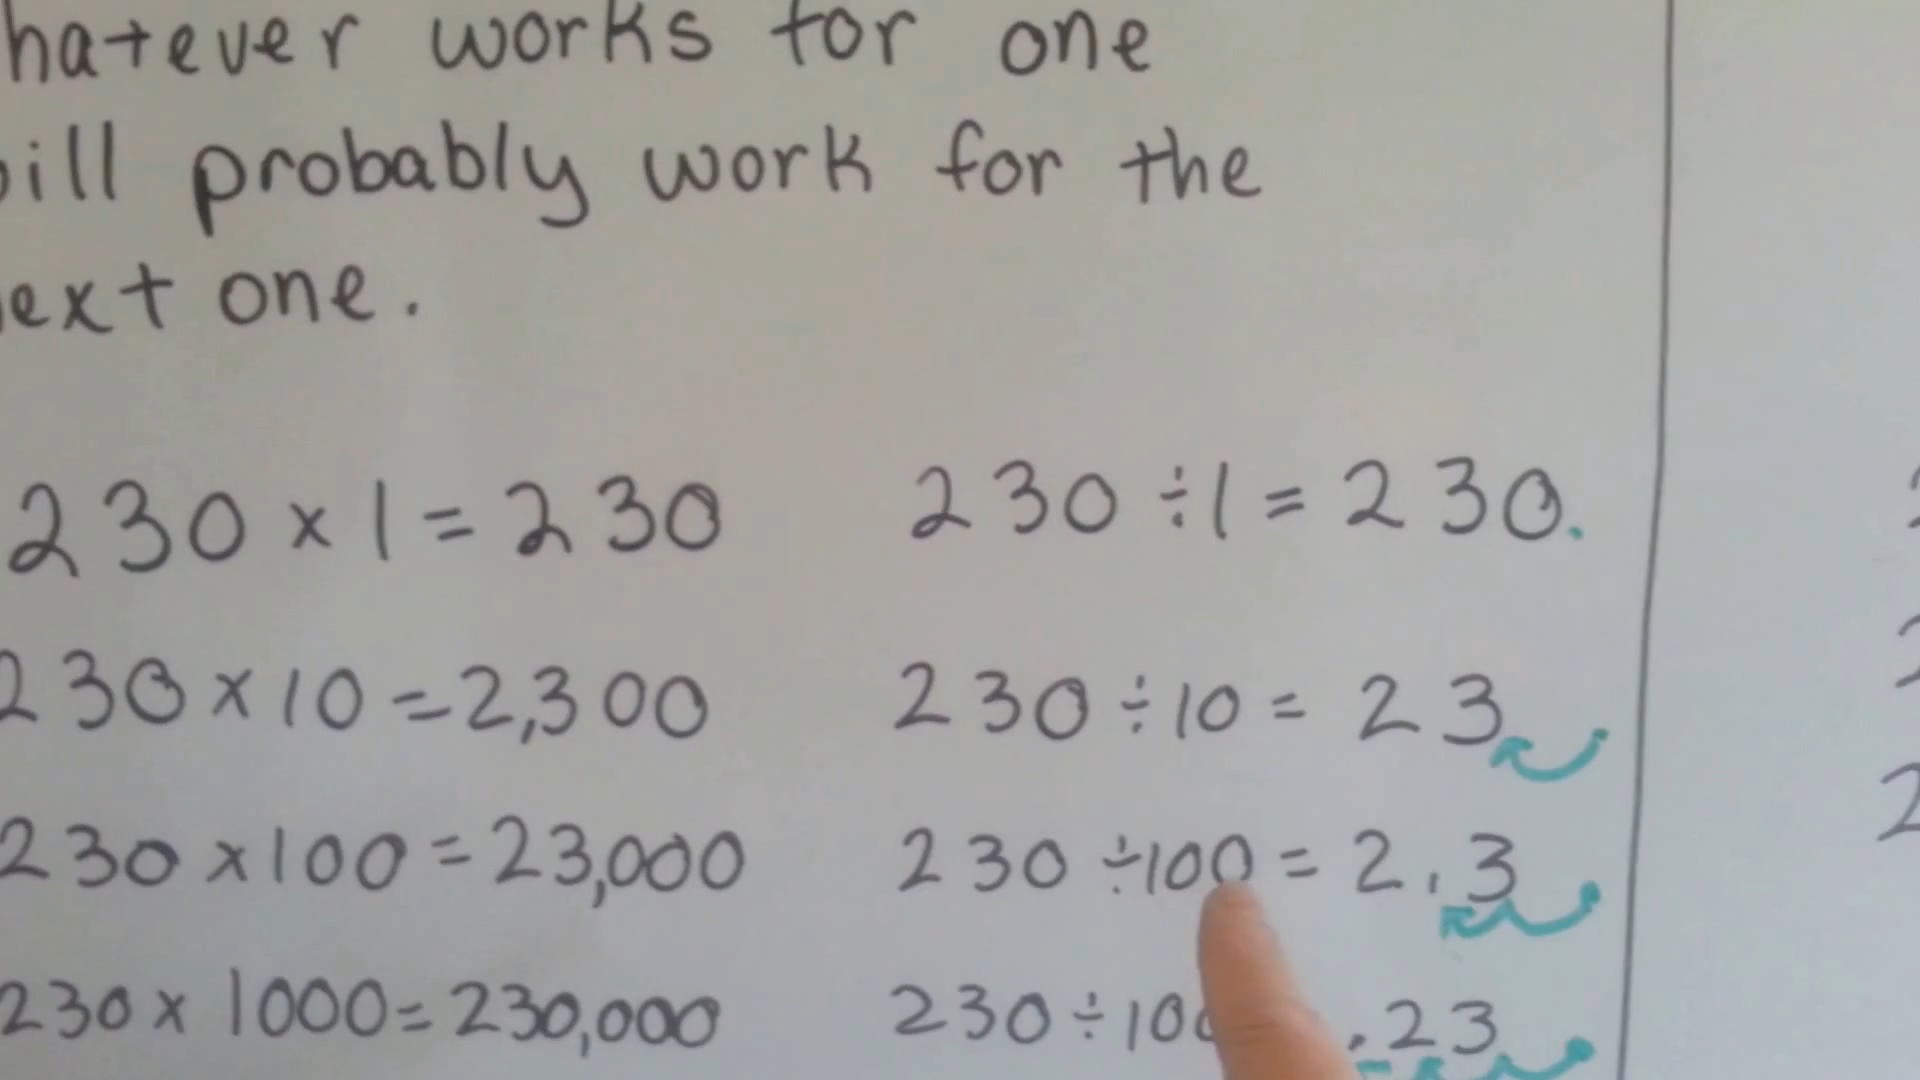 hatever works for one
ill probably work for the
ext one.
230 x 1 = 230
230 ÷ 1 = 230.
230 x 10 = 2,300
230 ÷ 10 = 23
230 x 100 = 23,000
230 ÷ 100 = 2.3
230 x 1000 = 230,000
230 ÷ 10 .23